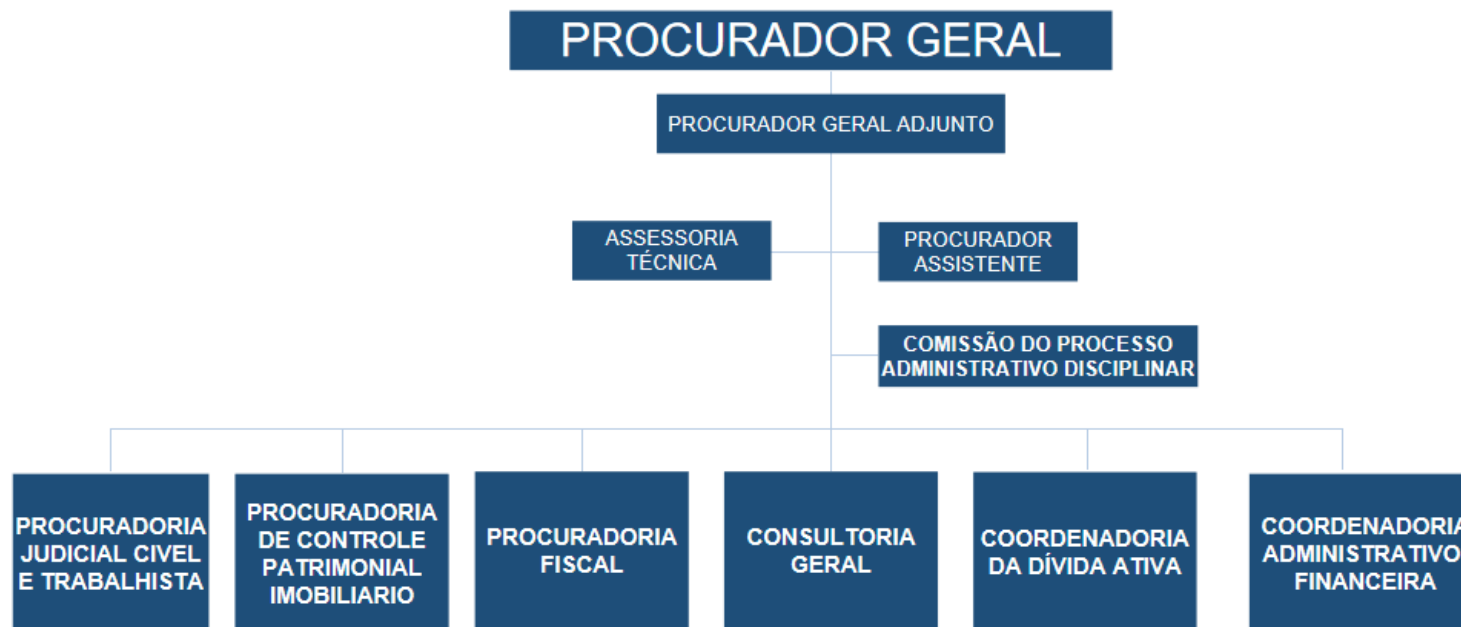 PROCURADOR GERAL
PROCURADOR GERAL ADJUNTO
ASSESSORIA
TÉCNICA
PROCURADOR
ASSISTENTE
COMISSÃO DO PROCESSO
ADMINISTRATIVO DISCIPLINAR
PROCURADORIA
JUDICIAL CIVEL
E TRABALHISTA
PROCURADORIA
DE CONTROLE
PATRIMONIAL
IMOBILIARIO
PROCURADORIA
FISCAL
CONSULTORIA
GERAL
COORDENADORIA
DA DÍVIDA ATIVA
COORDENADORIA
ADMINISTRATIVO
FINANCEIRA